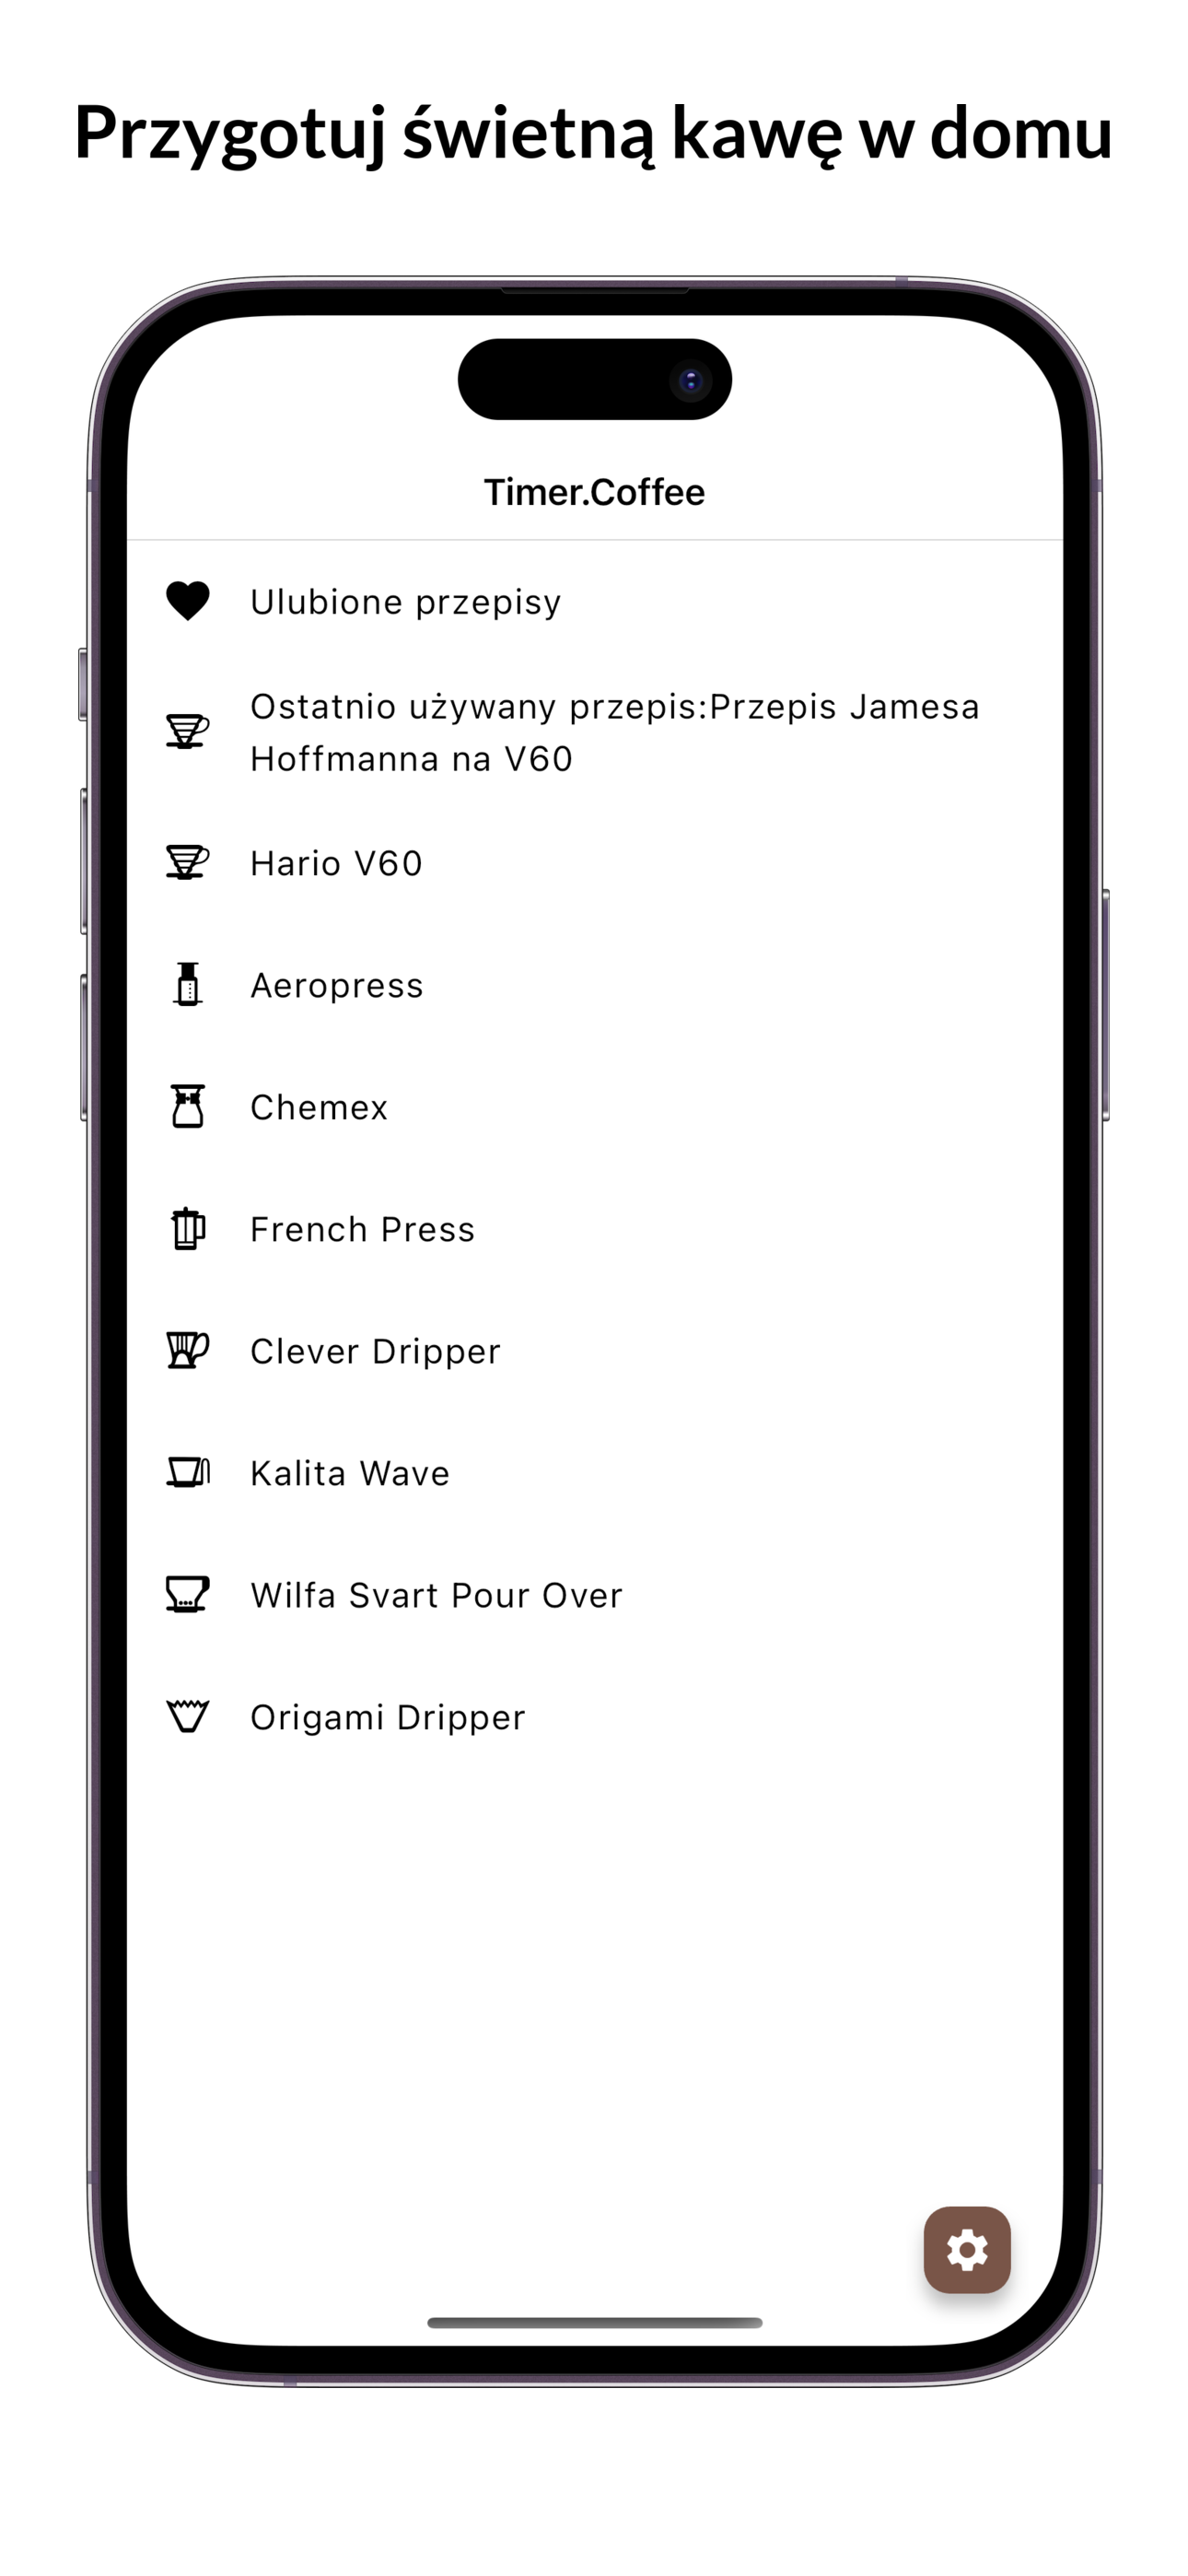 Przygotuj świetną kawę w domu
Timer.Coffee
Ulubione przepisy
Ostatnio używany przepis:Przepis Jamesa
Hoffmanna na V60
Hario V60
Aeropress
Chemex
French Press
Clever Dripper
Kalita Wave
Wilfa Svart Pour Over
Origami Dripper